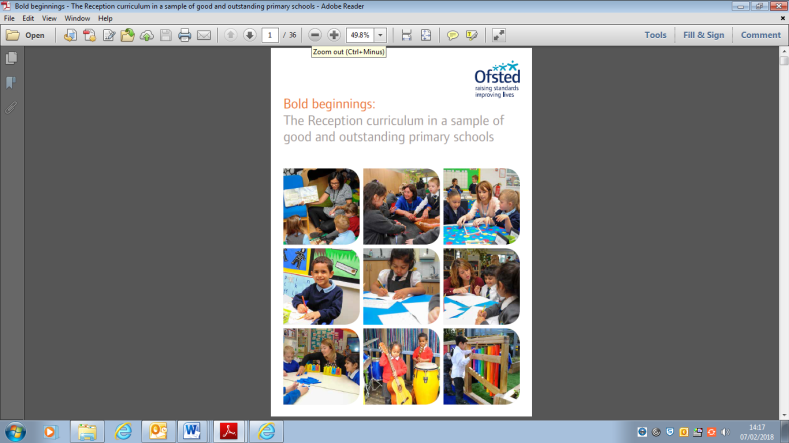 Bold beginnings - The Reception curriculum in a sample of good and outstanding primary schools - Adobe Reader
File Edit View Window Help
Open 1 / 36 49.8% Tools Fill & Sign Comment
Zoom out (Ctrl+Minus)
Ofsted
raising standards
improving lives
Bold beginnings:
The Reception curriculum in a sample of
good and outstanding primary schools
14:17
07/02/2018